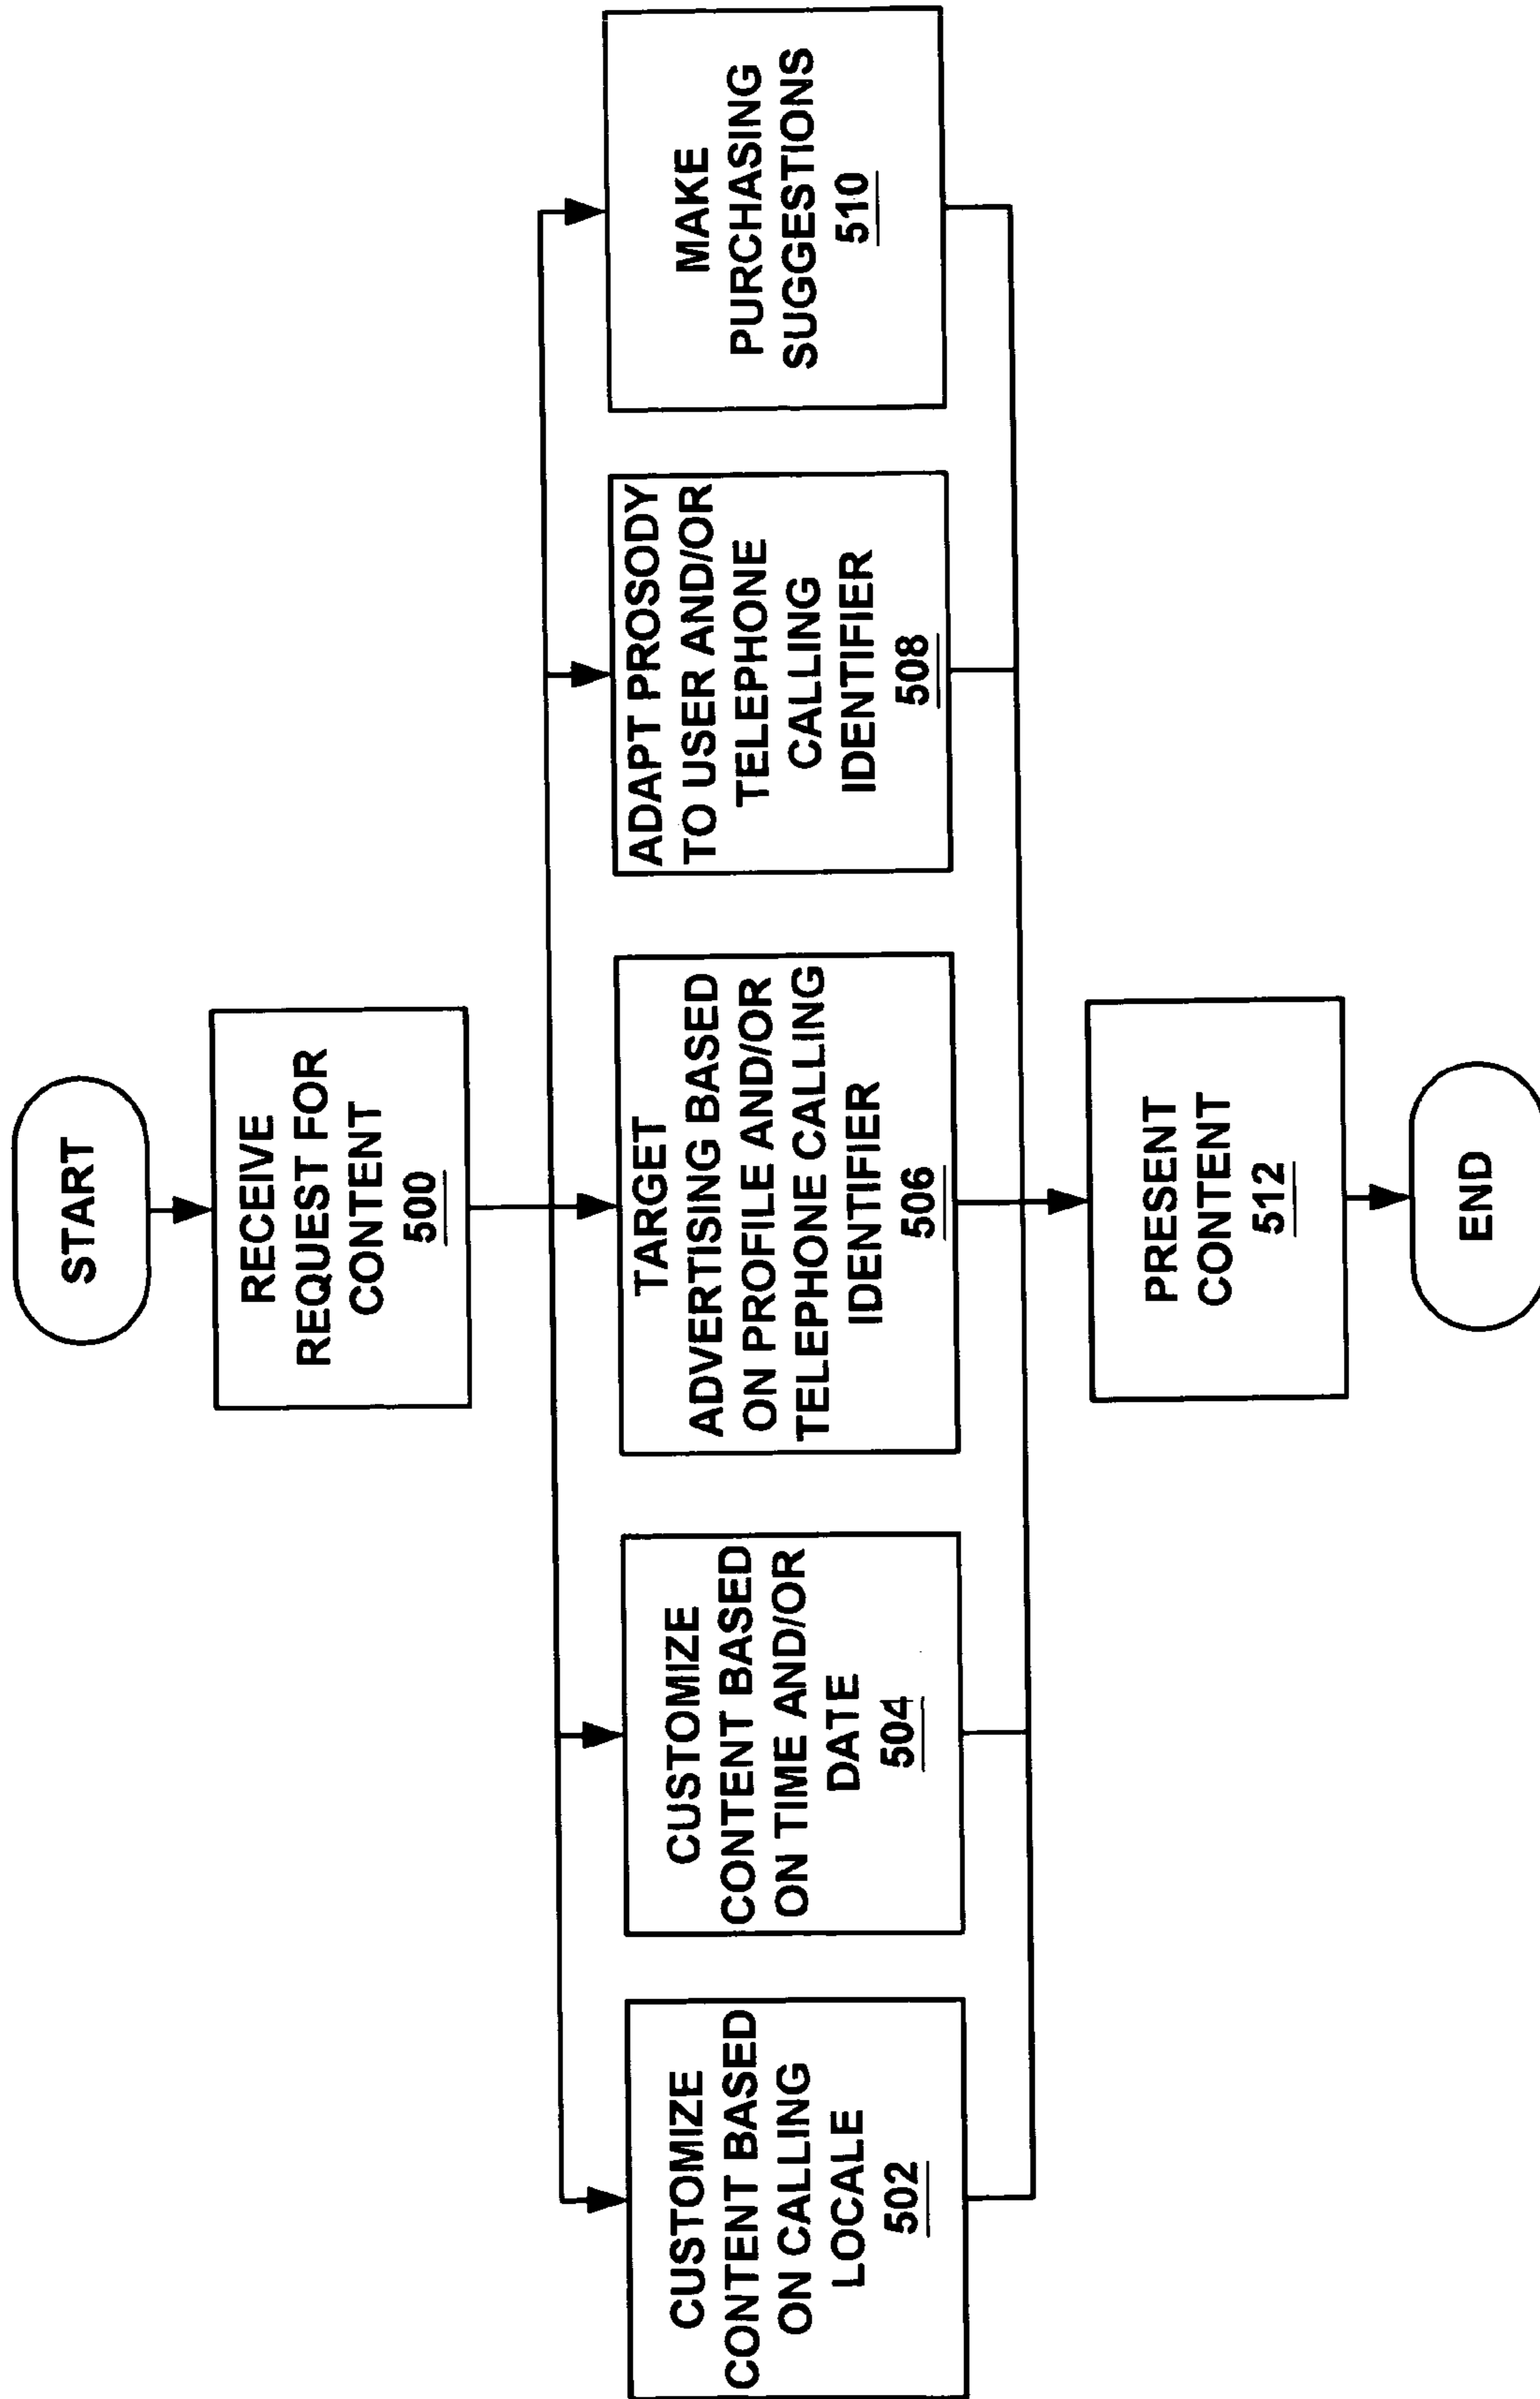 START
RECEIVE
REQUEST FOR
CONTENT
500
CUSTOMIZE
CONTENT BASED
ON CALLING
LOCALE
502
CUSTOMIZE
CONTENT BASED
ON TIME AND/OR
DATE
504
TARGET
ADVERTISING BASED
ON PROFILE AND/OR
TELEPHONE CALLING
IDENTIFIER
506
ADAPT PROSODY
TO USER AND/OR
TELEPHONE
CALLING
IDENTIFIER
508
MAKE
PURCHASING
SUGGESTIONS
510
PRESENT
CONTENT
512
END